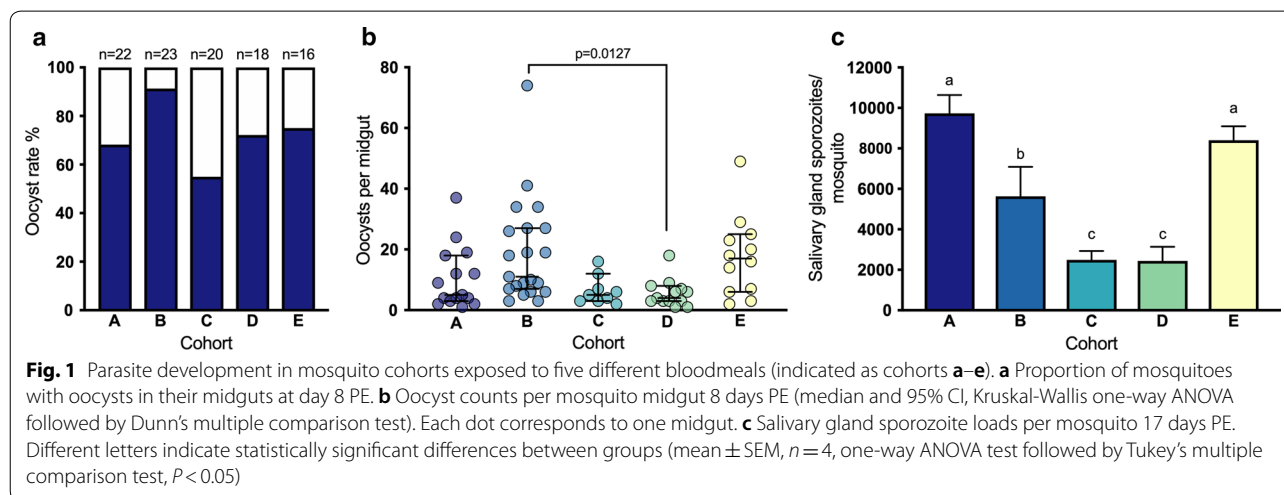 a
n=22 n=23 n=20 n=18 n=16
Oocyst rate %
100
80
60
40
20
0
A B C D E
Cohort
b
p=0.0127
Oocysts per midgut
80
60
40
20
0
A B C D E
Cohort
c
Salivary gland sporozoites/
mosquito
12000
10000
8000
6000
4000
2000
0
a b c c a
A B C D E
Cohort
Fig. 1 Parasite development in mosquito cohorts exposed to five different bloodmeals (indicated as cohorts a–e). a Proportion of mosquitoes
with oocysts in their midguts at day 8 PE. b Oocyst counts per mosquito midgut 8 days PE (median and 95% CI, Kruskal-Wallis one-way ANOVA
followed by Dunn’s multiple comparison test). Each dot corresponds to one midgut. c Salivary gland sporozoite loads per mosquito 17 days PE.
Different letters indicate statistically significant differences between groups (mean ± SEM, n = 4, one-way ANOVA test followed by Tukey’s multiple
comparison test, P < 0.05)